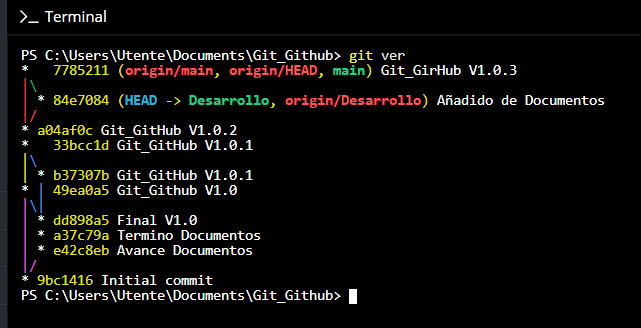 Terminal
PS C:\Users\Utente\Documents\Git_Github> git ver
*   7785211 (origin/main, origin/HEAD, main) Git_GirHub V1.0.3
|\
| * 84e7084 (HEAD -> Desarrollo, origin/Desarrollo) Añadido de Documentos
|/
* a04af0c Git_GitHub V1.0.2
*   33bcc1d Git_GitHub V1.0.1
|\
| * b37307b Git_GitHub V1.0.1
* | 49ea0a5 Git_Github V1.0
|\|
| * dd898a5 Final V1.0
| * a37c79a Termino Documentos
| * e42c8eb Avance Documentos
|/
* 9bc1416 Initial commit
PS C:\Users\Utente\Documents\Git_Github>